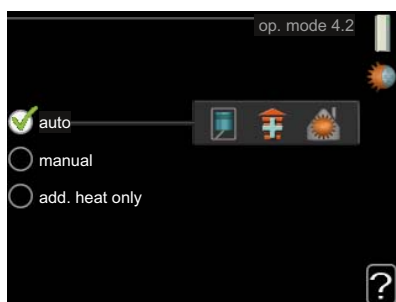 op. mode 4.2
auto
manual
add. heat only
?